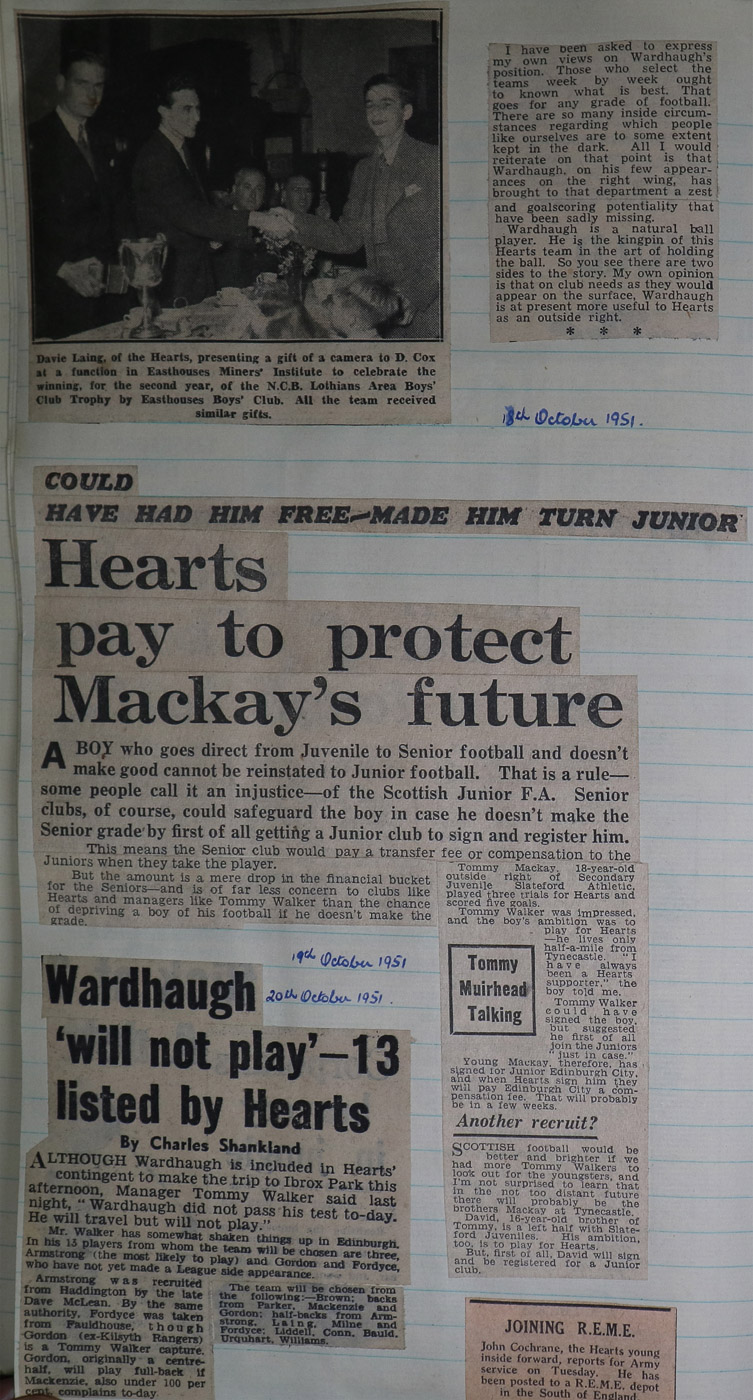 Davie Laing, of the Hearts, presenting a gift of a camera to D. Cox
at a function in Easthouses Miners' Institute to celebrate the
winning, for the second year, of the N.C.B. Lothians Area Boys'
Club Trophy by Easthouses Boys' Club. All the team received
similar gifts.
I have been asked to express
my own views on Wardhaugh's
position. Those who select the
teams week by week ought
to known what is best. That
goes for any grade of football.
There are so many inside circum-
stances regarding which people
like ourselves are to some extent
kept in the dark. All I would
reiterate on that point is that
Wardhaugh, on his few appear-
ances on the right wing, has
brought to that department a zest
and goalscoring potentiality that
have been sadly missing.
Wardhaugh is a natural ball
player. He is the kingpin of this
Hearts team in the art of holding
the ball. So you see there are two
sides to the story. My own opinion
is that on club needs as they would
appear on the surface, Wardhaugh
is at present more useful to Hearts
as an outside right.
* * *
18th October 1951.
COULD
HAVE HAD HIM FREE—MADE HIM TURN JUNIOR
Hearts
pay to protect
Mackay's future
A BOY who goes direct from Juvenile to Senior football and doesn't
make good cannot be reinstated to Junior football. That is a rule—
some people call it an injustice—of the Scottish Junior F.A. Senior
clubs, of course, could safeguard the boy in case he doesn't make the
Senior grade by first of all getting a Junior club to sign and register him.
This means the Senior club would pay a transfer fee or compensation to the
Juniors when they take the player.
But the amount is a mere drop in the financial bucket
for the Seniors—and is of far less concern to clubs like
Hearts and managers like Tommy Walker than the chance
of depriving a boy of his football if he doesn't make the
grade.
Tommy Mackay, 18-year-old
outside right of Secondary
Juvenile Slateford Athletic,
played three trials for Hearts and
scored five goals.
Tommy Walker was impressed,
and the boy's ambition was to
play for Hearts
—he lives only
half-a-mile from
Tynecastle. "I
have always
been a Hearts
supporter," the
boy told me.
Tommy Walker
could have
signed the boy,
but suggested
he first of all
join the Juniors
"just in case."
Tommy
Muirhead
Talking
Young Mackay, therefore, has
signed for Junior Edinburgh City,
and when Hearts sign him they
will pay Edinburgh City a com-
pensation fee. That will probably
be in a few weeks.
Another recruit?
SCOTTISH football would be
better and brighter if we
had more Tommy Walkers to
look out for the youngsters, and
I'm not surprised to learn that
in the not too distant future
there will probably be the
brothers Mackay at Tynecastle.
David, 16-year-old brother of
Tommy, is a left half with Slate-
ford Juveniles. His ambition,
too, is to play for Hearts.
But, first of all, David will sign
and be registered for a Junior
club.
19th October 1951
20th October 1951.
Wardhaugh
'will not play'—13
listed by Hearts
By Charles Shankland
ALTHOUGH Wardhaugh is included in Hearts'
contingent to make the trip to Ibrox Park this
afternoon, Manager Tommy Walker said last
night, "Wardhaugh did not pass his test to-day.
He will travel but will not play."
Mr. Walker has somewhat shaken things up in Edinburgh.
In his 13 players from whom the team will be chosen are three,
Armstrong (the most likely to play) and Gordon and Fordyce,
who have not yet made a League side appearance.
Armstrong was recruited
from Haddington by the late
Dave McLean. By the same
authority, Fordyce was taken
from Pauldhouse, though
Gordon (ex-Kilsyth Rangers)
is a Tommy Walker capture.
Gordon, originally a centre-
half, will play full-back if
Mackenzie, also under 100 per
cent, complains to-day.
The team will be chosen from
the following:—Brown; backs
from Parker, Mackenzie and
Gordon; half-backs from Arm-
strong, Laing, Milne and
Fordyce; Liddell, Conn, Bauld,
Urquhart, Williams.
JOINING R.E.M.E.
John Cochrane, the Hearts young
inside forward, reports for Army
service on Tuesday. He has
been posted to a R.E.M.E. depot
in the South of England.